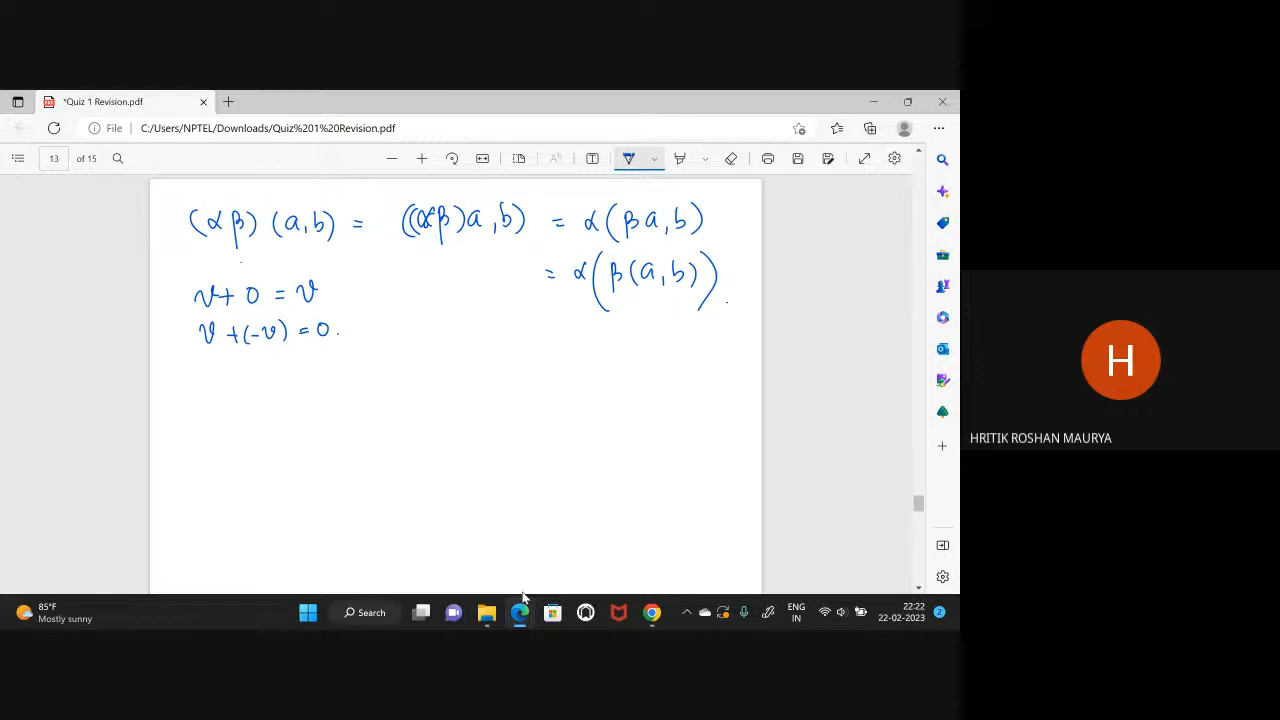 *Quiz 1 Revision.pdf
File C:/Users/NPTEL/Downloads/Quiz%201%20Revision.pdf
13 of 15
(αβ) (a,b) = ((αβ)a, b) = α(βa, b)
= α(β(a,b)).
v + 0 = v
v + (-v) = 0.
H
HRITIK ROSHAN MAURYA
85°F
Mostly sunny
Search
ENG
IN
22:22
22-02-2023
2